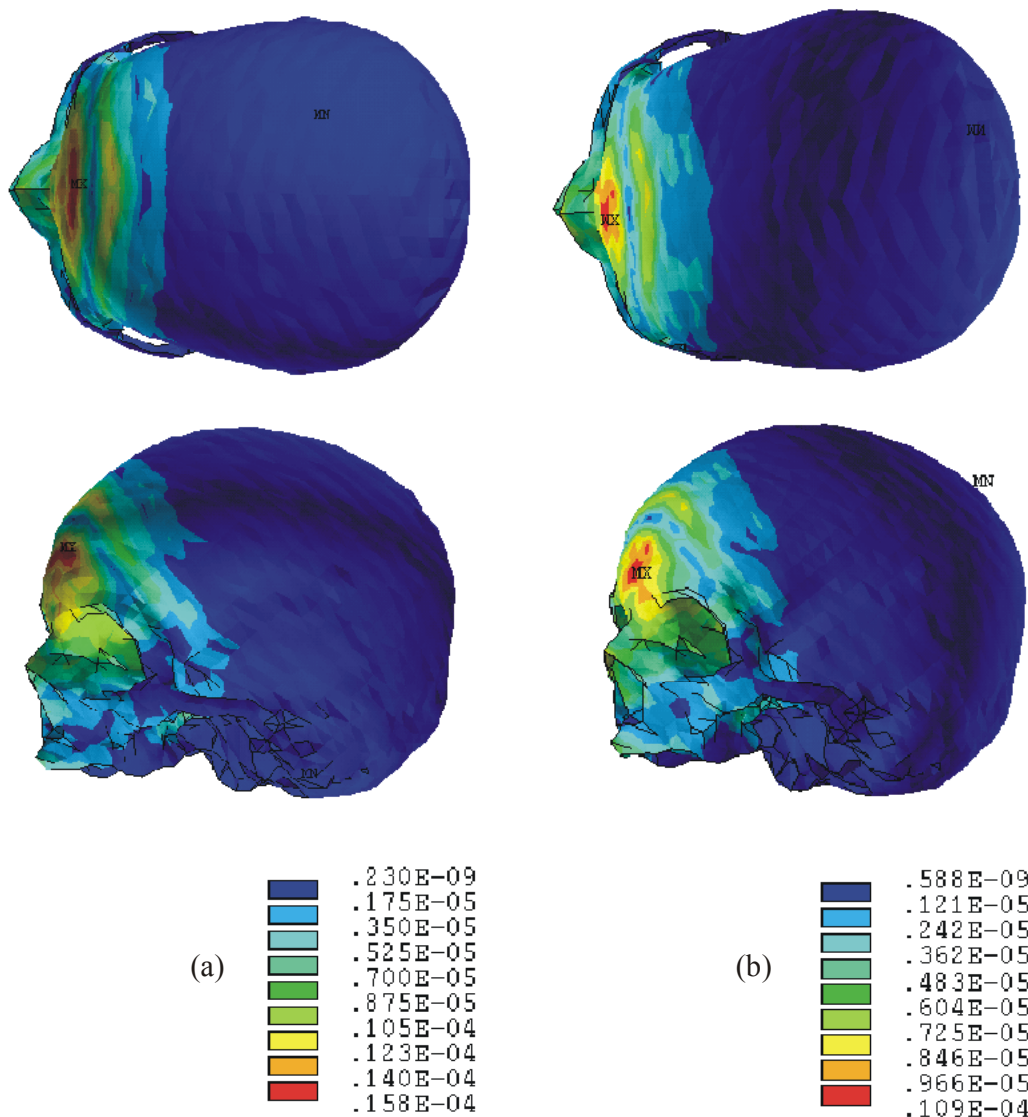 MN
MX
MN
MX
MX
MN
MN
MX
(a)
.230E-09
.175E-05
.350E-05
.525E-05
.700E-05
.875E-05
.105E-04
.123E-04
.140E-04
.158E-04
(b)
.588E-09
.121E-05
.242E-05
.362E-05
.483E-05
.604E-05
.725E-05
.846E-05
.966E-05
.109E-04